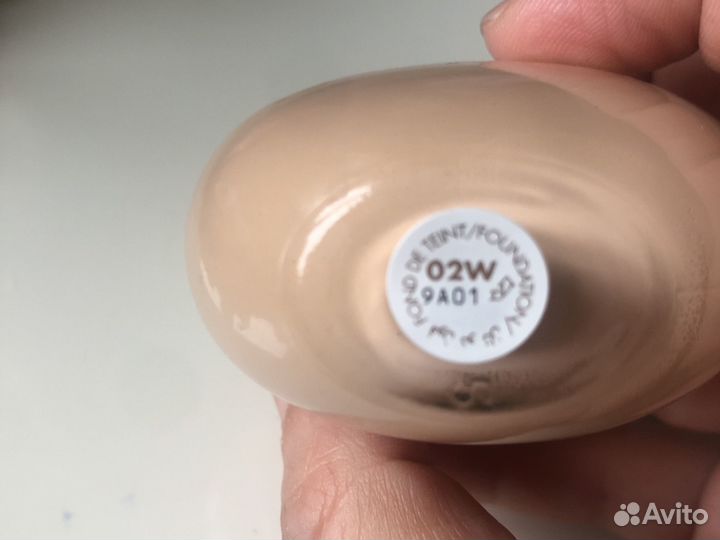 FOND DE TEINT/FOUNDATION/
02W
9A01
Avito